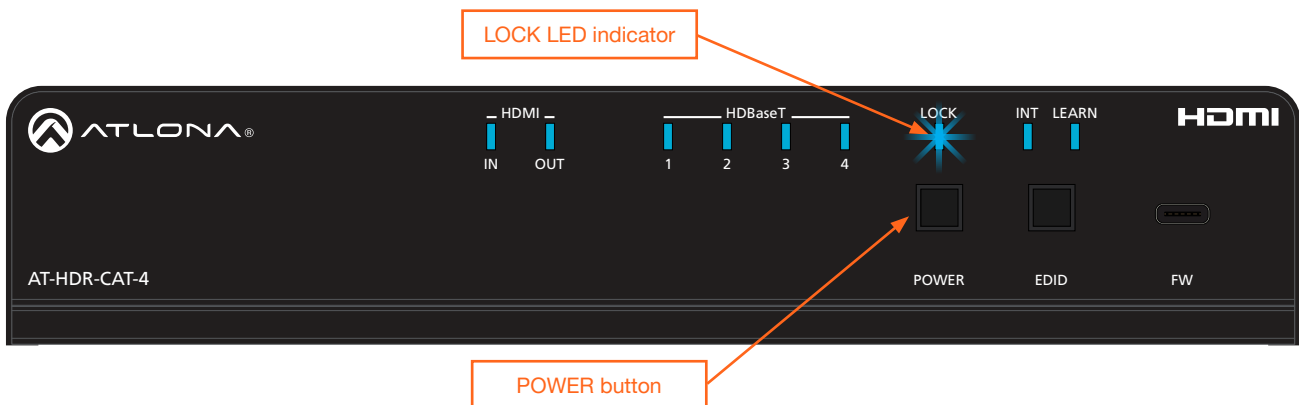 LOCK LED indicator
ATLONA®
HDMI
IN OUT
HDBaseT
1 2 3 4
LOCK
INT LEARN
HDMI
AT-HDR-CAT-4
POWER
EDID
FW
POWER button